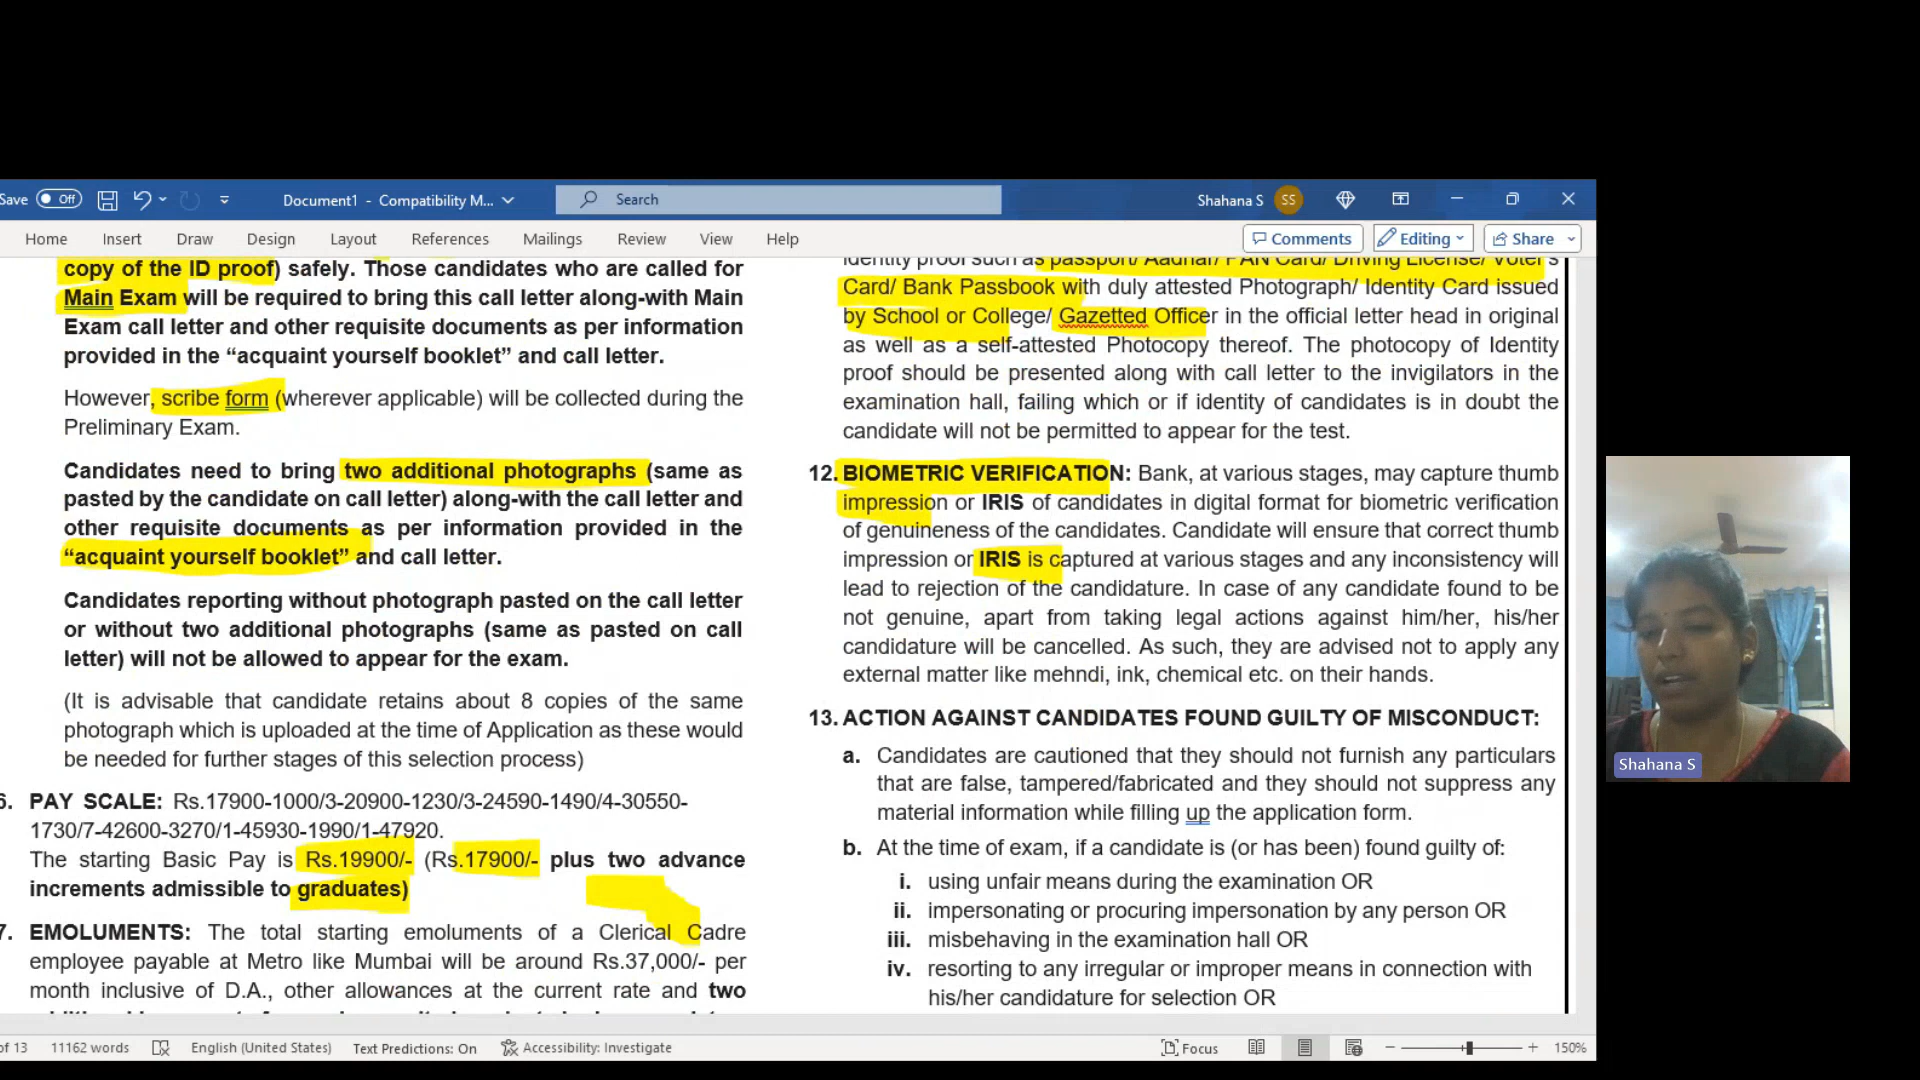 Save Off Document1 - Compatibility M... Search Shahana S SS
Home Insert Draw Design Layout References Mailings Review View Help Comments Editing Share
copy of the ID proof) safely. Those candidates who are called for
Main Exam will be required to bring this call letter along-with Main
Exam call letter and other requisite documents as per information
provided in the “acquaint yourself booklet” and call letter.
However, scribe form (wherever applicable) will be collected during the
Preliminary Exam.
Candidates need to bring two additional photographs (same as
pasted by the candidate on call letter) along-with the call letter and
other requisite documents as per information provided in the
“acquaint yourself booklet” and call letter.
Candidates reporting without photograph pasted on the call letter
or without two additional photographs (same as pasted on call
letter) will not be allowed to appear for the exam.
(It is advisable that candidate retains about 8 copies of the same
photograph which is uploaded at the time of Application as these would
be needed for further stages of this selection process)
6. PAY SCALE: Rs.17900-1000/3-20900-1230/3-24590-1490/4-30550-
1730/7-42600-3270/1-45930-1990/1-47920.
The starting Basic Pay is Rs.19900/- (Rs.17900/- plus two advance
increments admissible to graduates)
7. EMOLUMENTS: The total starting emoluments of a Clerical Cadre
employee payable at Metro like Mumbai will be around Rs.37,000/- per
month inclusive of D.A., other allowances at the current rate and two
identity proof such as passport/ Aadhar/ PAN Card/ Driving License/ Voter's
Card/ Bank Passbook with duly attested Photograph/ Identity Card issued
by School or College/ Gazetted Officer in the official letter head in original
as well as a self-attested Photocopy thereof. The photocopy of Identity
proof should be presented along with call letter to the invigilators in the
examination hall, failing which or if identity of candidates is in doubt the
candidate will not be permitted to appear for the test.
12. BIOMETRIC VERIFICATION: Bank, at various stages, may capture thumb
impression or IRIS of candidates in digital format for biometric verification
of genuineness of the candidates. Candidate will ensure that correct thumb
impression or IRIS is captured at various stages and any inconsistency will
lead to rejection of the candidature. In case of any candidate found to be
not genuine, apart from taking legal actions against him/her, his/her
candidature will be cancelled. As such, they are advised not to apply any
external matter like mehndi, ink, chemical etc. on their hands.
13. ACTION AGAINST CANDIDATES FOUND GUILTY OF MISCONDUCT:
a. Candidates are cautioned that they should not furnish any particulars
that are false, tampered/fabricated and they should not suppress any
material information while filling up the application form.
b. At the time of exam, if a candidate is (or has been) found guilty of:
i. using unfair means during the examination OR
ii. impersonating or procuring impersonation by any person OR
iii. misbehaving in the examination hall OR
iv. resorting to any irregular or improper means in connection with
his/her candidature for selection OR
Shahana S
of 13 11162 words English (United States) Text Predictions: On Accessibility: Investigate Focus 150%